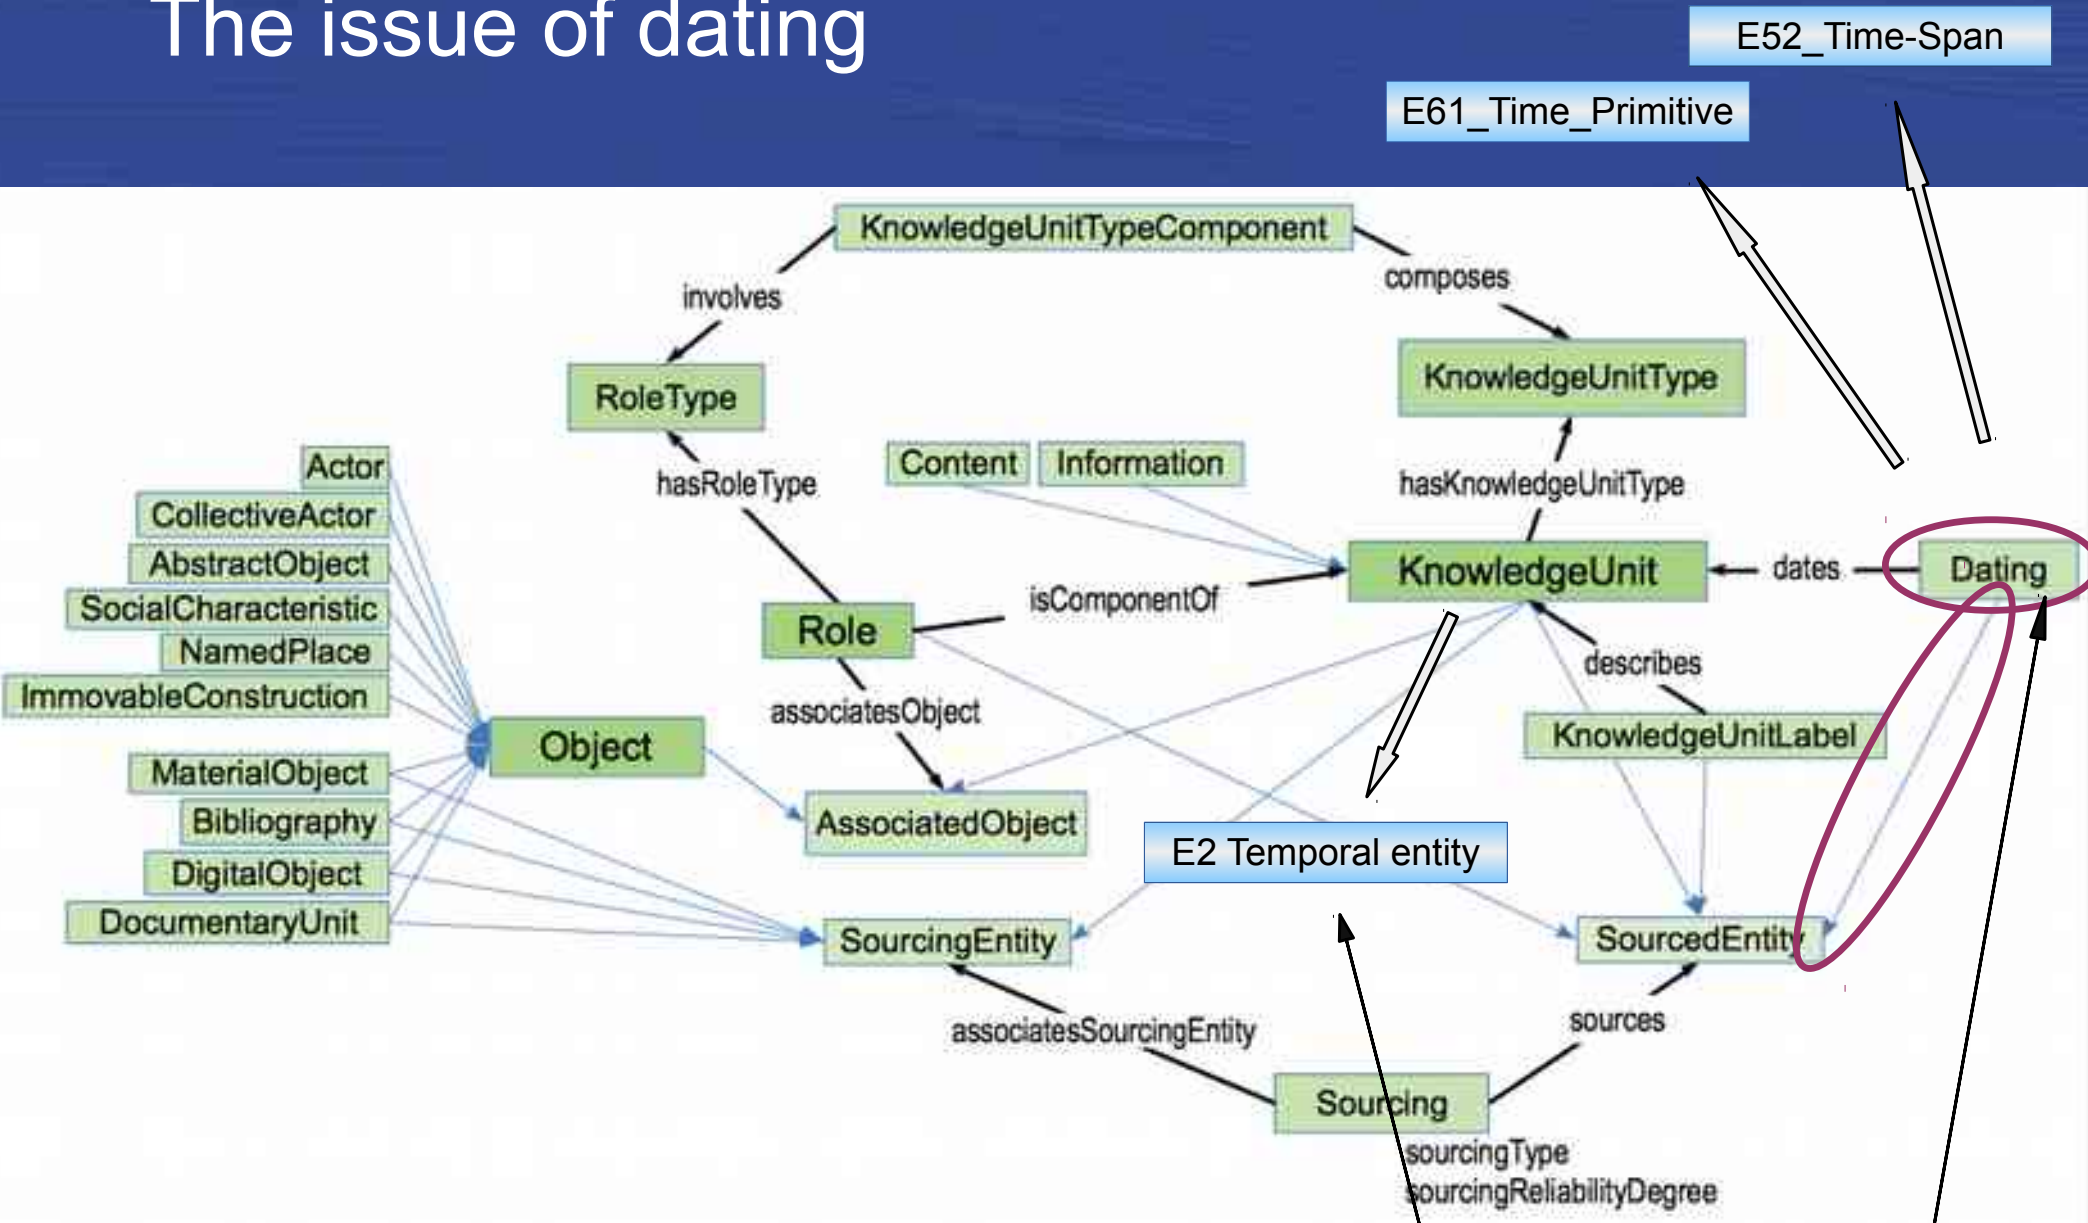 The issue of dating
E52_Time-Span
E61_Time_Primitive
KnowledgeUnitTypeComponent
involves
composes
RoleType
KnowledgeUnitType
Actor
CollectiveActor
AbstractObject
SocialCharacteristic
NamedPlace
ImmovableConstruction
MaterialObject
Bibliography
DigitalObject
DocumentaryUnit
hasRoleType
Content
Information
hasKnowledgeUnitType
KnowledgeUnit
dates
Dating
isComponentOf
Role
describes
associatesObject
KnowledgeUnitLabel
Object
AssociatedObject
E2 Temporal entity
SourcingEntity
SourcedEntity
associatesSourcingEntity
sources
Sourcing
sourcingType
sourcingReliabilityDegree